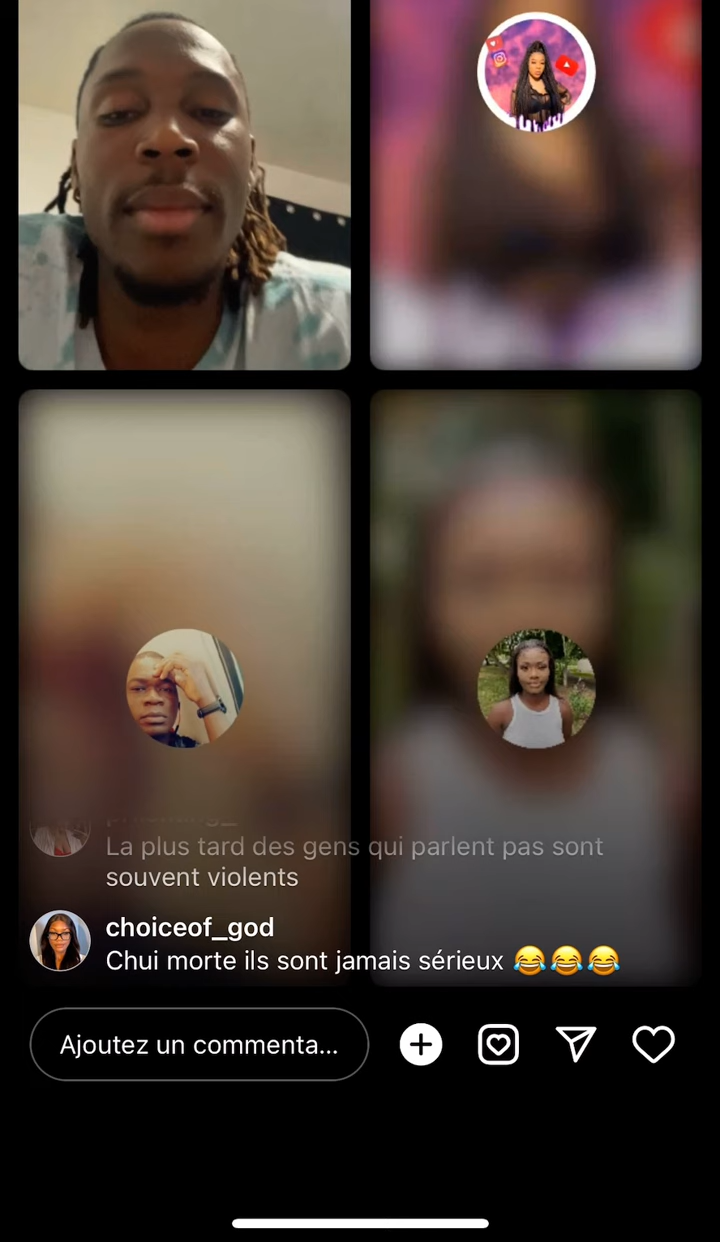 La plus tard des gens qui parlent pas sont
souvent violents
choiceof_god
Chui morte ils sont jamais sérieux 😂😂😂
Ajoutez un commenta...